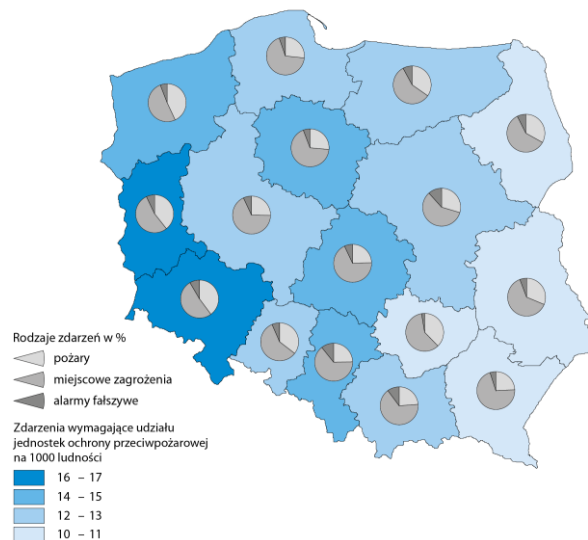 Rodzaje zdarzeń w %
pożary
miejscowe zagrożenia
alarmy fałszywe
Zdarzenia wymagające udziału
jednostek ochrony przeciwpożarowej
na 1000 ludności
16 – 17
14 – 15
12 – 13
10 – 11